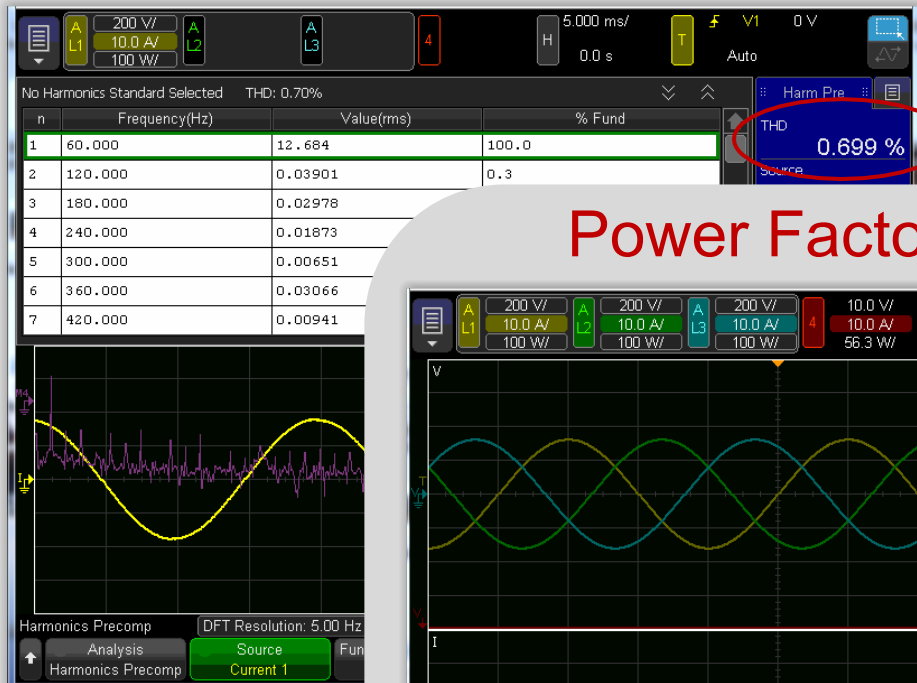 A L1 200 V/ A L2 A L3 4 H 5.000 ms/ T V1 0 V
10.0 A/ 0.0 s Auto
100 W/
No Harmonics Standard Selected THD: 0.70% Harm Pre
n Frequency(Hz) Value(rms) % Fund THD
1 60.000 12.684 100.0 0.699 %
2 120.000 0.03901 0.3 Source
3 180.000 0.02978
4 240.000 0.01873
5 300.000 0.00651
6 360.000 0.03066
7 420.000 0.00941
Power Facto
A L1 200 V/ A L2 200 V/ A L3 200 V/ 4 10.0 V/
10.0 A/ 10.0 A/ 10.0 A/ 10.0 A/
100 W/ 100 W/ 100 W/ 56.3 W/
V
M4
I
T
V
V
I
Harmonics Precomp DFT Resolution: 5.00 Hz
Analysis Source Fun
Harmonics Precomp Current 1